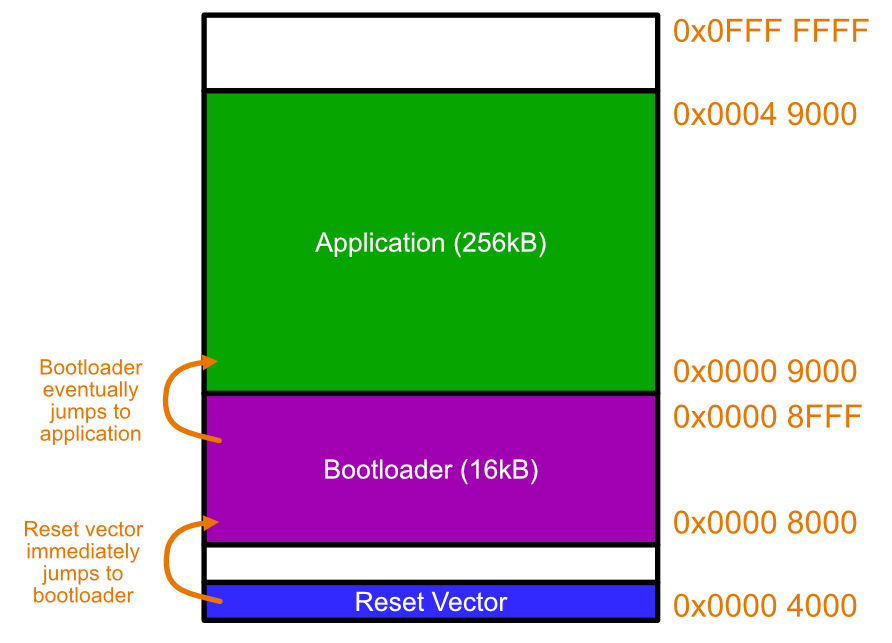 0x0FFF FFFF
0x0004 9000
Application (256kB)
Bootloader
eventually
jumps to
application
0x0000 9000
0x0000 8FFF
Bootloader (16kB)
Reset vector
immediately
jumps to
bootloader
0x0000 8000
Reset Vector
0x0000 4000